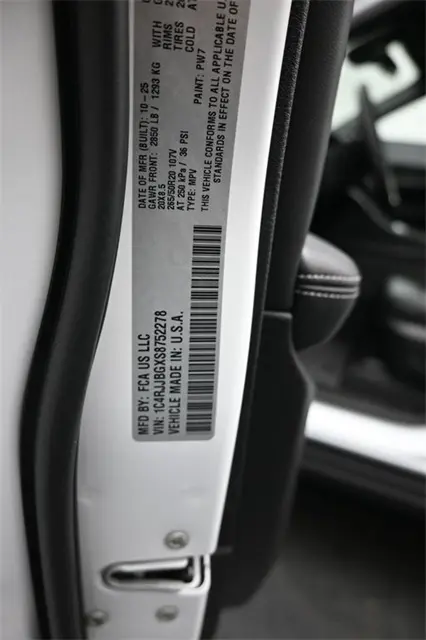 MFD BY: FCA US LLC
VIN: 1C4RJJBGXS8752278
VEHICLE MADE IN: U.S.A.
DATE OF MFR (BUILT): 10-25
GAWR FRONT: 2850 LB / 1293 KG WITH
20X8.5 RIMS
265/50R20 107V TIRES
AT 250 kPa / 36 PSI COLD
TYPE: MPV PAINT: PW7
THIS VEHICLE CONFORMS TO ALL APPLICABLE U.
STANDARDS IN EFFECT ON THE DATE OF